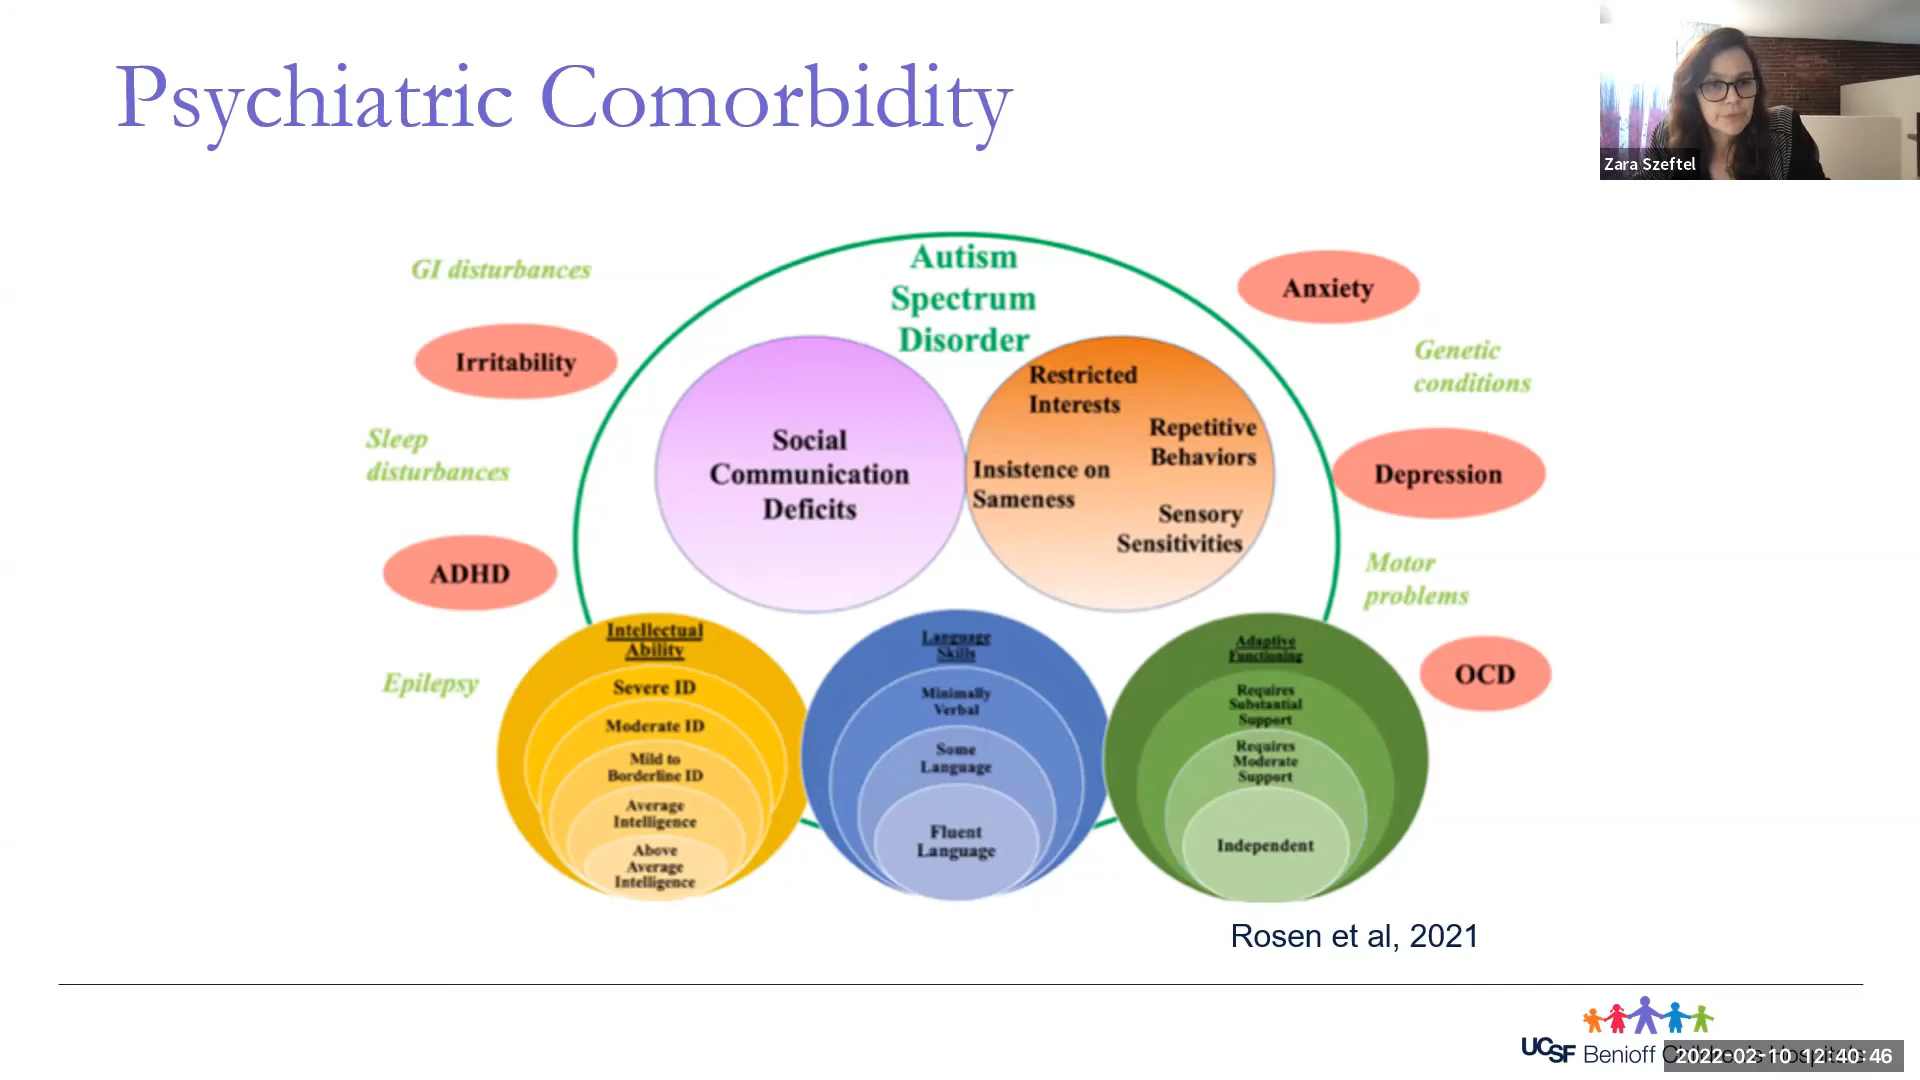 Psychiatric Comorbidity
Zara Szeftel
Autism
Spectrum
Disorder
GI disturbances
Irritability
Sleep
disturbances
ADHD
Epilepsy
Anxiety
Genetic
conditions
Depression
Motor
problems
OCD
Social
Communication
Deficits
Restricted
Interests
Repetitive
Behaviors
Insistence on
Sameness
Sensory
Sensitivities
Intellectual
Ability
Severe ID
Moderate ID
Mild to
Borderline ID
Average
Intelligence
Above
Average
Intelligence
Language
Skills
Minimally
Verbal
Some
Language
Fluent
Language
Adaptive
Functioning
Requires
Substantial
Support
Requires
Moderate
Support
Independent
Rosen et al, 2021
UCSF Benioff Children's Hospitals
2022-02-10 12:40:46